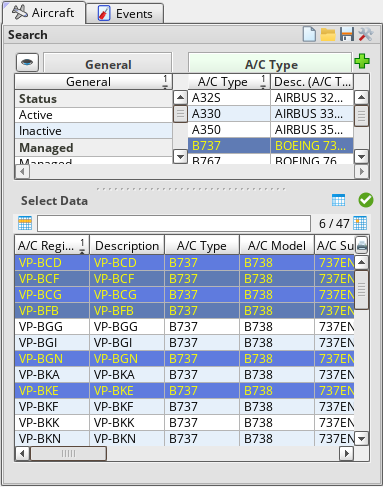 Aircraft Events
Search
General A/C Type
General 1 A/C Type 1 Desc. (A/C T...
Status A32S AIRBUS 32...
Active A330 AIRBUS 33...
Inactive A350 AIRBUS 35...
Managed B737 BOEING 73...
Managed B767 BOEING 76
Select Data
6 / 47
A/C Regi... 1 Description A/C Type A/C Model A/C Su
VP-BCD VP-BCD B737 B738 737EN
VP-BCF VP-BCF B737 B738 737EN
VP-BCG VP-BCG B737 B738 737EN
VP-BFB VP-BFB B737 B738 737EN
VP-BGG VP-BGG B737 B738 737EN
VP-BGI VP-BGI B737 B738 737EN
VP-BGN VP-BGN B737 B738 737EN
VP-BKA VP-BKA B737 B738 737EN
VP-BKE VP-BKE B737 B738 737EN
VP-BKF VP-BKF B737 B738 737EN
VP-BKK VP-BKK B737 B738 737EN
VP-BKN VP-BKN B737 B738 737EN